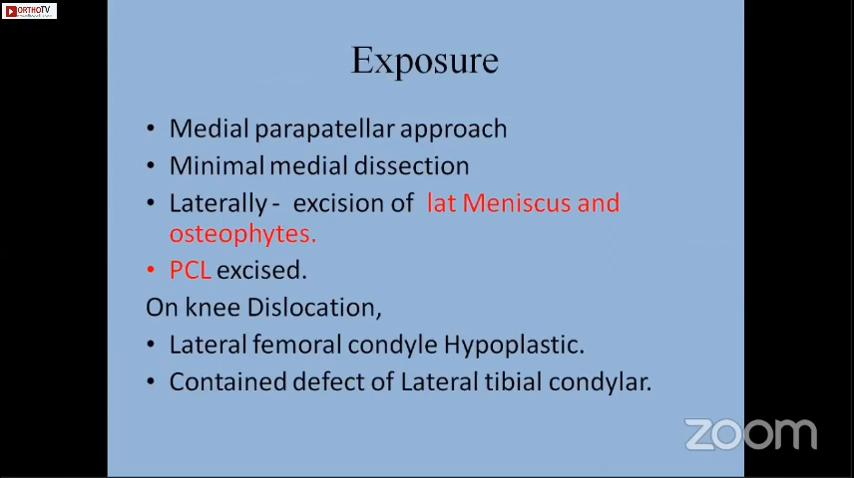 ORTHOTV
Exposure
• Medial parapatellar approach
• Minimal medial dissection
• Laterally - excision of lat Meniscus and
osteophytes.
• PCL excised.
On knee Dislocation,
• Lateral femoral condyle Hypoplastic.
• Contained defect of Lateral tibial condylar.
zoom